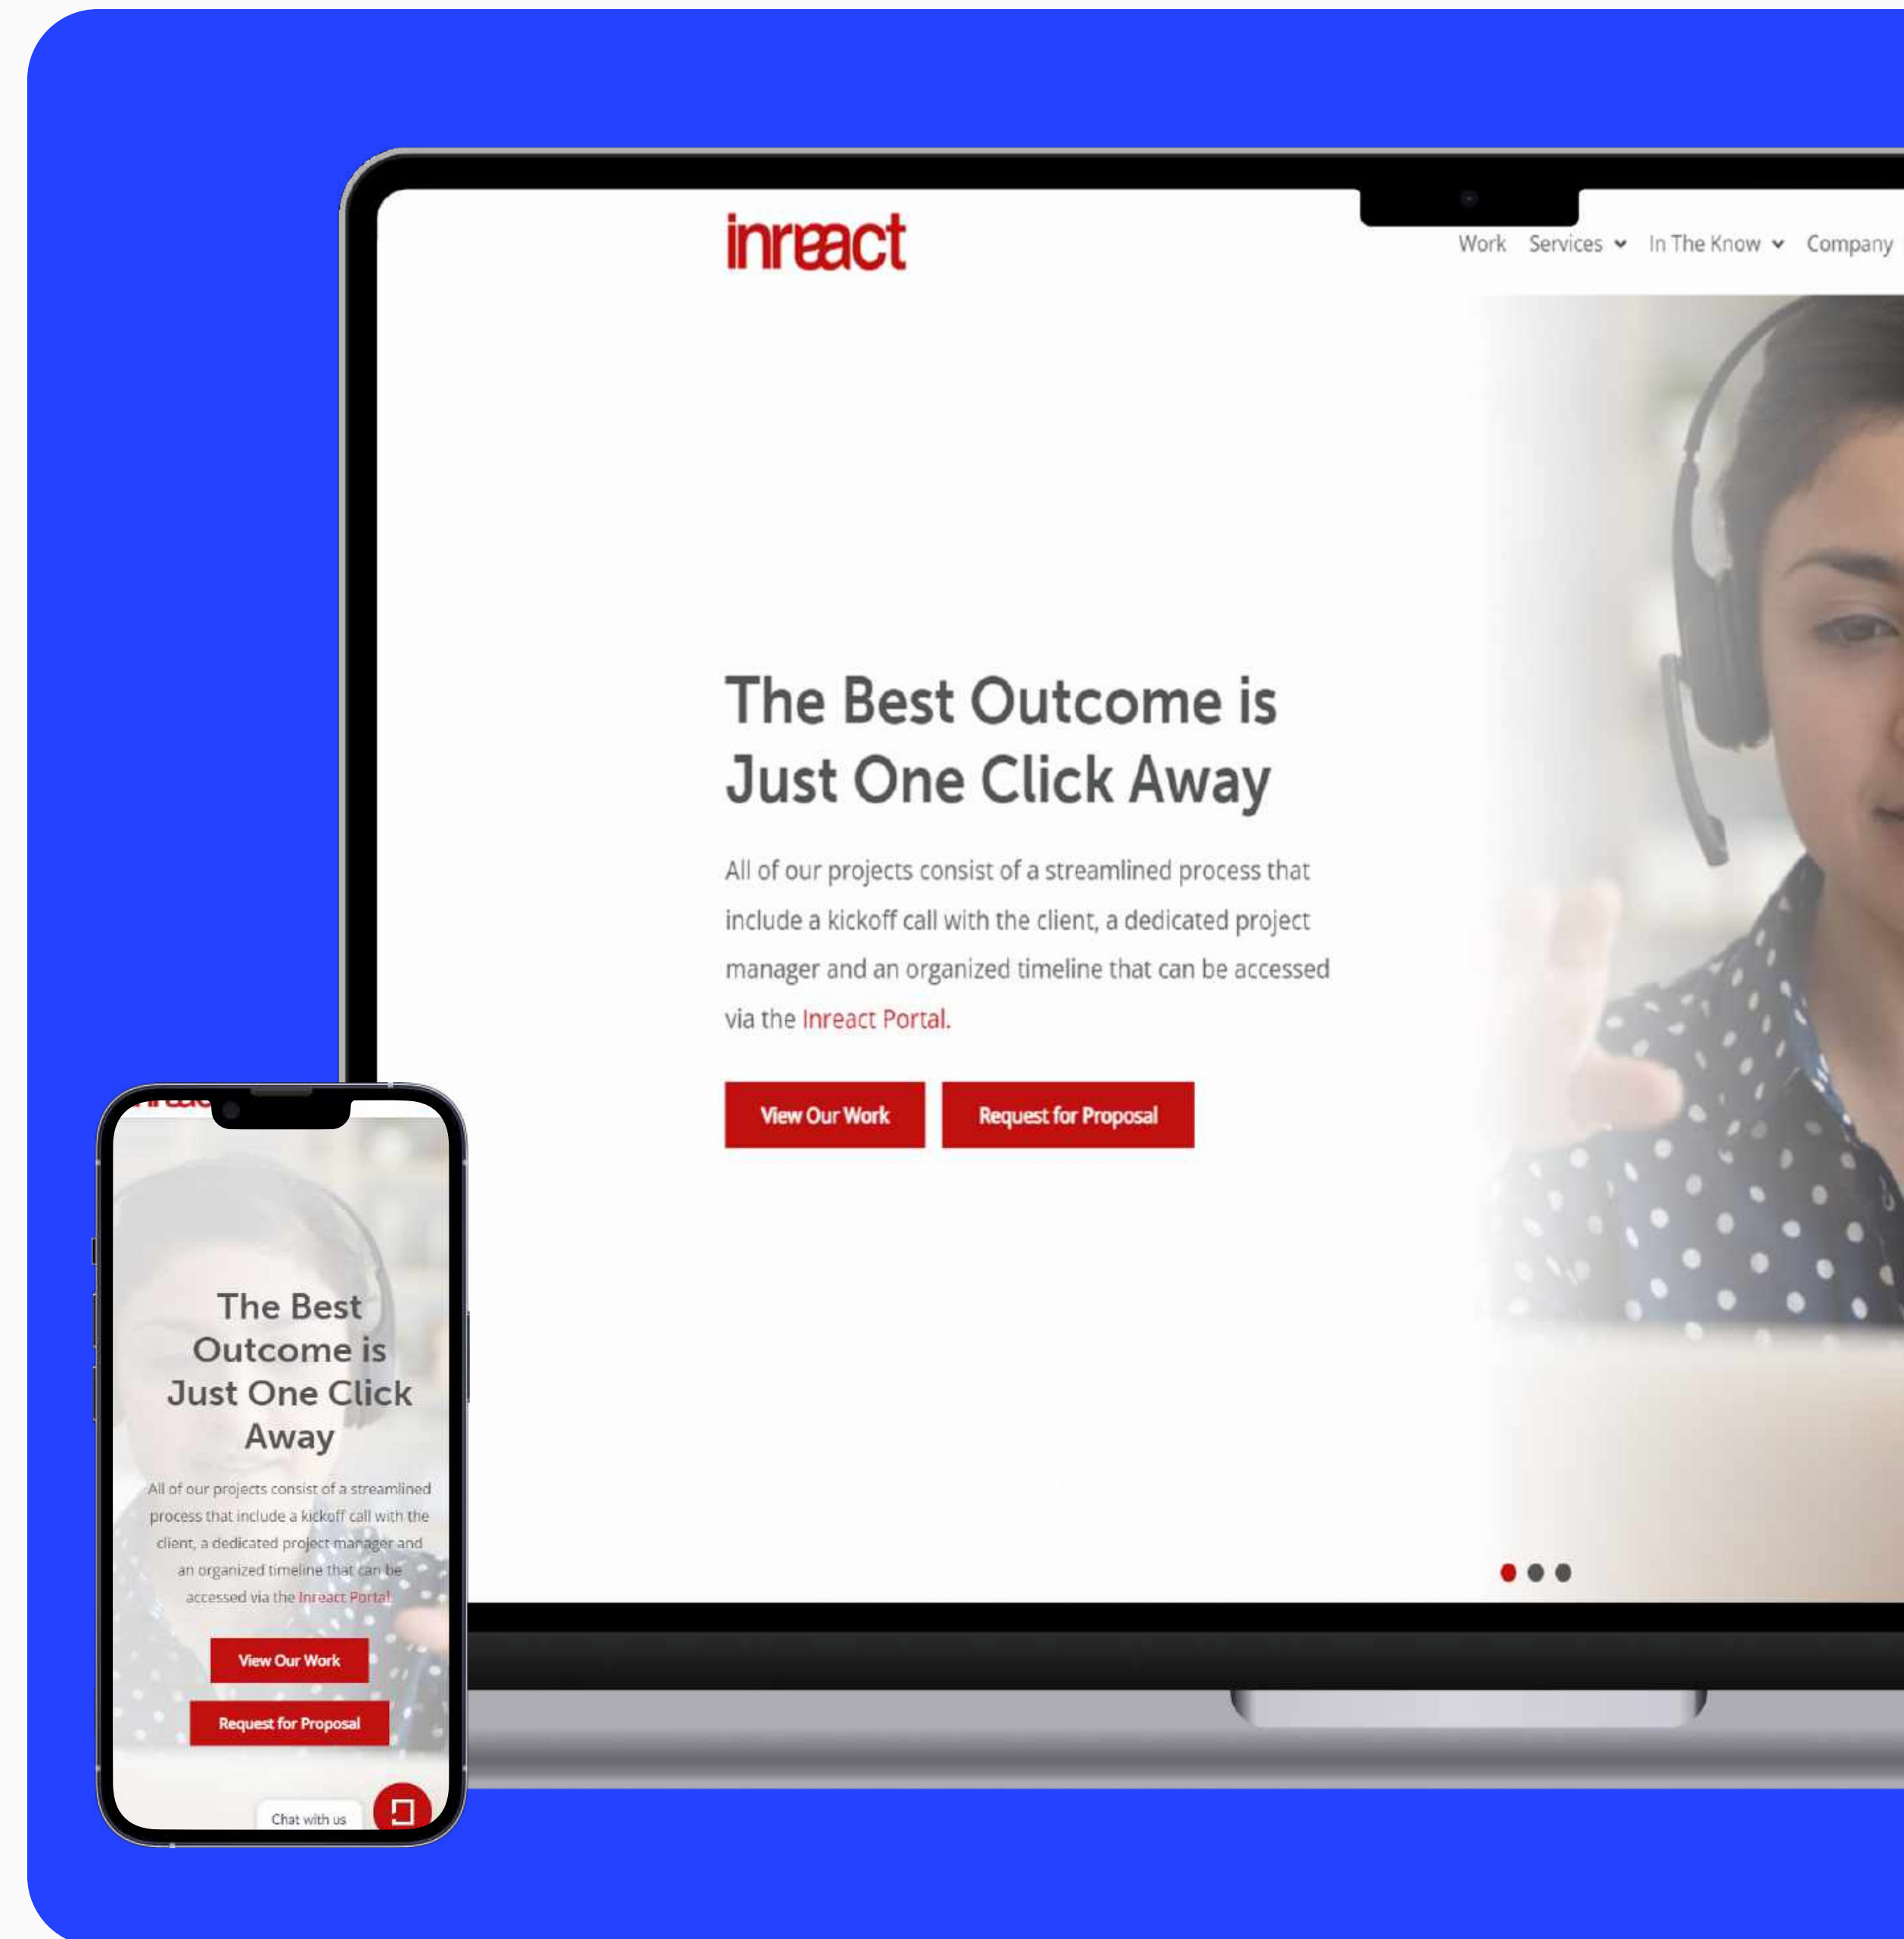 inreact
Work Services In The Know Company
The Best Outcome is
Just One Click Away
All of our projects consist of a streamlined process that
include a kickoff call with the client, a dedicated project
manager and an organized timeline that can be accessed
via the Inreact Portal.
View Our Work Request for Proposal
The Best
Outcome is
Just One Click
Away
All of our projects consist of a streamlined
process that include a kickoff call with the
client, a dedicated project manager and
an organized timeline that can be
accessed via the Inreact Portal.
View Our Work
Request for Proposal
Chat with us